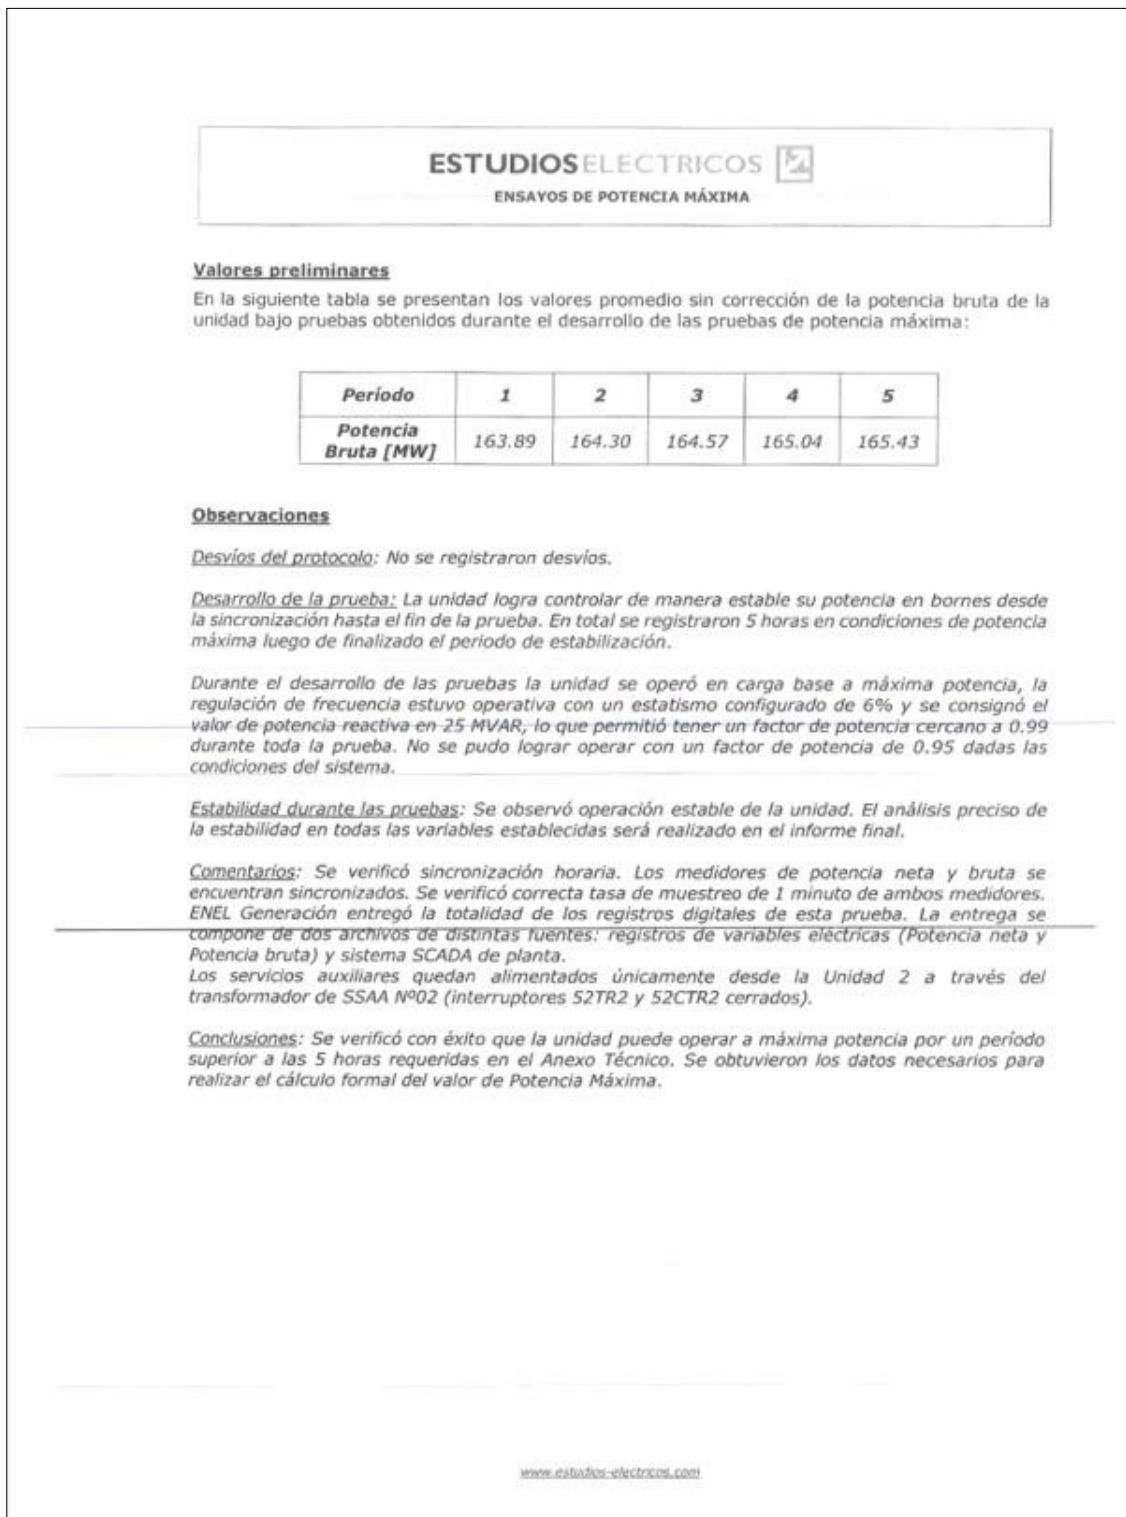 ESTUDIOS ELECTRICOS
ENSAYOS DE POTENCIA MÁXIMA
Valores preliminares
En la siguiente tabla se presentan los valores promedio sin corrección de la potencia bruta de la
unidad bajo pruebas obtenidos durante el desarrollo de las pruebas de potencia máxima:
Período 1 2 3 4 5
Potencia
Bruta [MW] 163.89 164.30 164.57 165.04 165.43
Observaciones
Desvíos del protocolo: No se registraron desvíos.
Desarrollo de la prueba: La unidad logra controlar de manera estable su potencia en bornes desde
la sincronización hasta el fin de la prueba. En total se registraron 5 horas en condiciones de potencia
máxima luego de finalizado el periodo de estabilización.
Durante el desarrollo de las pruebas la unidad se operó en carga base a máxima potencia, la
regulación de frecuencia estuvo operativa con un estatismo configurado de 6% y se consignó el
valor de potencia reactiva en 25 MVAR, lo que permitió tener un factor de potencia cercano a 0.99
durante toda la prueba. No se pudo lograr operar con un factor de potencia de 0.95 dadas las
condiciones del sistema.
Estabilidad durante las pruebas: Se observó operación estable de la unidad. El análisis preciso de
la estabilidad en todas las variables establecidas será realizado en el informe final.
Comentarios: Se verificó sincronización horaria. Los medidores de potencia neta y bruta se
encuentran sincronizados. Se verificó correcta tasa de muestreo de 1 minuto de ambos medidores.
ENEL Generación entregó la totalidad de los registros digitales de esta prueba. La entrega se
compone de dos archivos de distintas fuentes: registros de variables eléctricas (Potencia neta y
Potencia bruta) y sistema SCADA de planta.
Los servicios auxiliares quedan alimentados únicamente desde la Unidad 2 a través del
transformador de SSAA Nº02 (interruptores 52TR2 y 52CTR2 cerrados).
Conclusiones: Se verificó con éxito que la unidad puede operar a máxima potencia por un período
superior a las 5 horas requeridas en el Anexo Técnico. Se obtuvieron los datos necesarios para
realizar el cálculo formal del valor de Potencia Máxima.
www.estudios-electricos.com